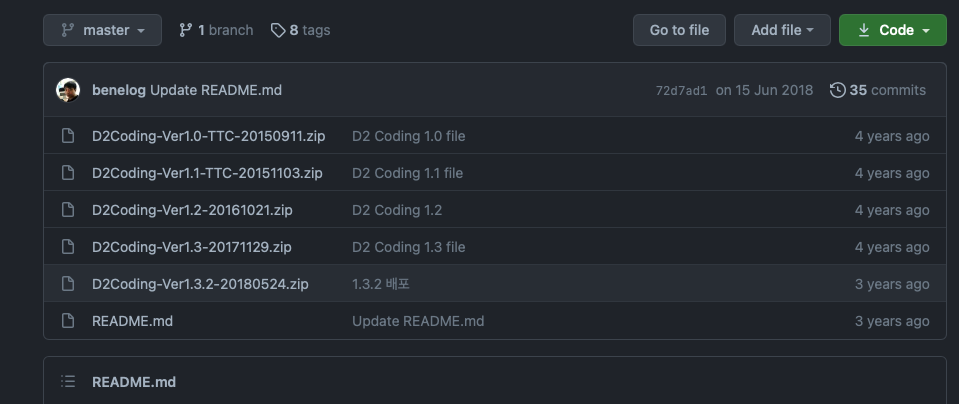 master 1 branch 8 tags Go to file Add file Code
benelog Update README.md 72d7ad1 on 15 Jun 2018 35 commits
D2Coding-Ver1.0-TTC-20150911.zip D2 Coding 1.0 file 4 years ago
D2Coding-Ver1.1-TTC-20151103.zip D2 Coding 1.1 file 4 years ago
D2Coding-Ver1.2-20161021.zip D2 Coding 1.2 4 years ago
D2Coding-Ver1.3-20171129.zip D2 Coding 1.3 file 4 years ago
D2Coding-Ver1.3.2-20180524.zip 1.3.2 배포 3 years ago
README.md Update README.md 3 years ago
README.md